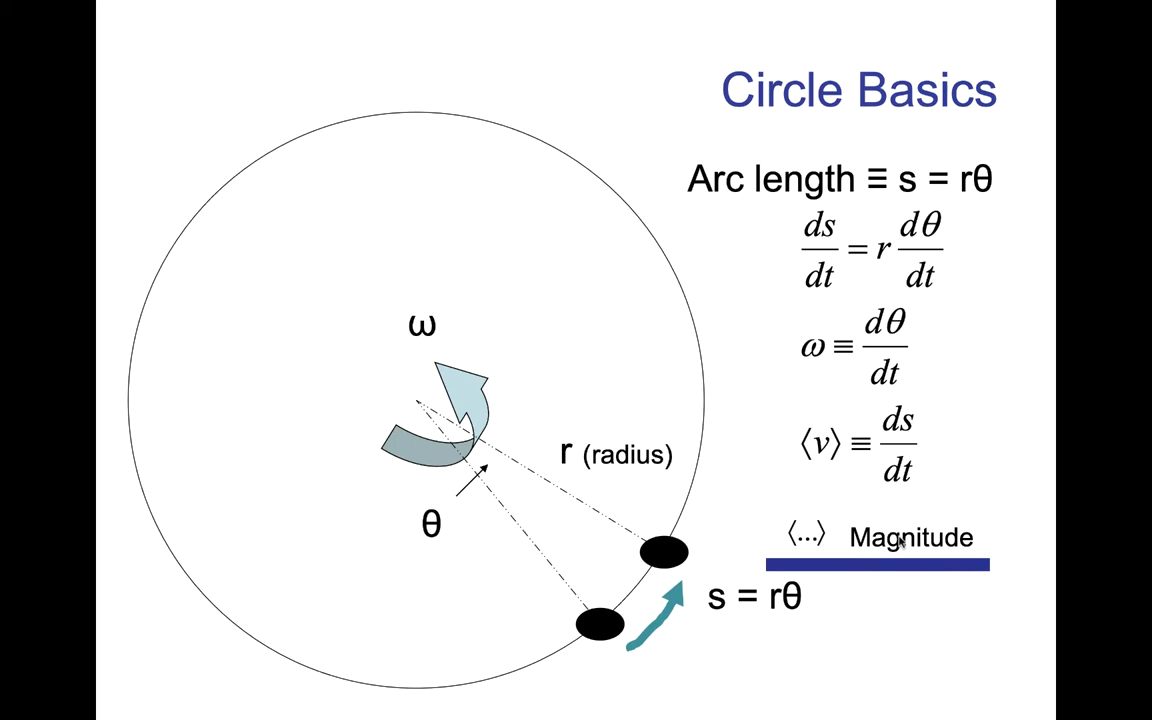 Circle Basics
Arc length ≡ s = rθ
ds/dt = r dθ/dt
ω
ω ≡ dθ/dt
⟨v⟩ ≡ ds/dt
r (radius)
θ
⟨...⟩ Magnitude
s = rθ